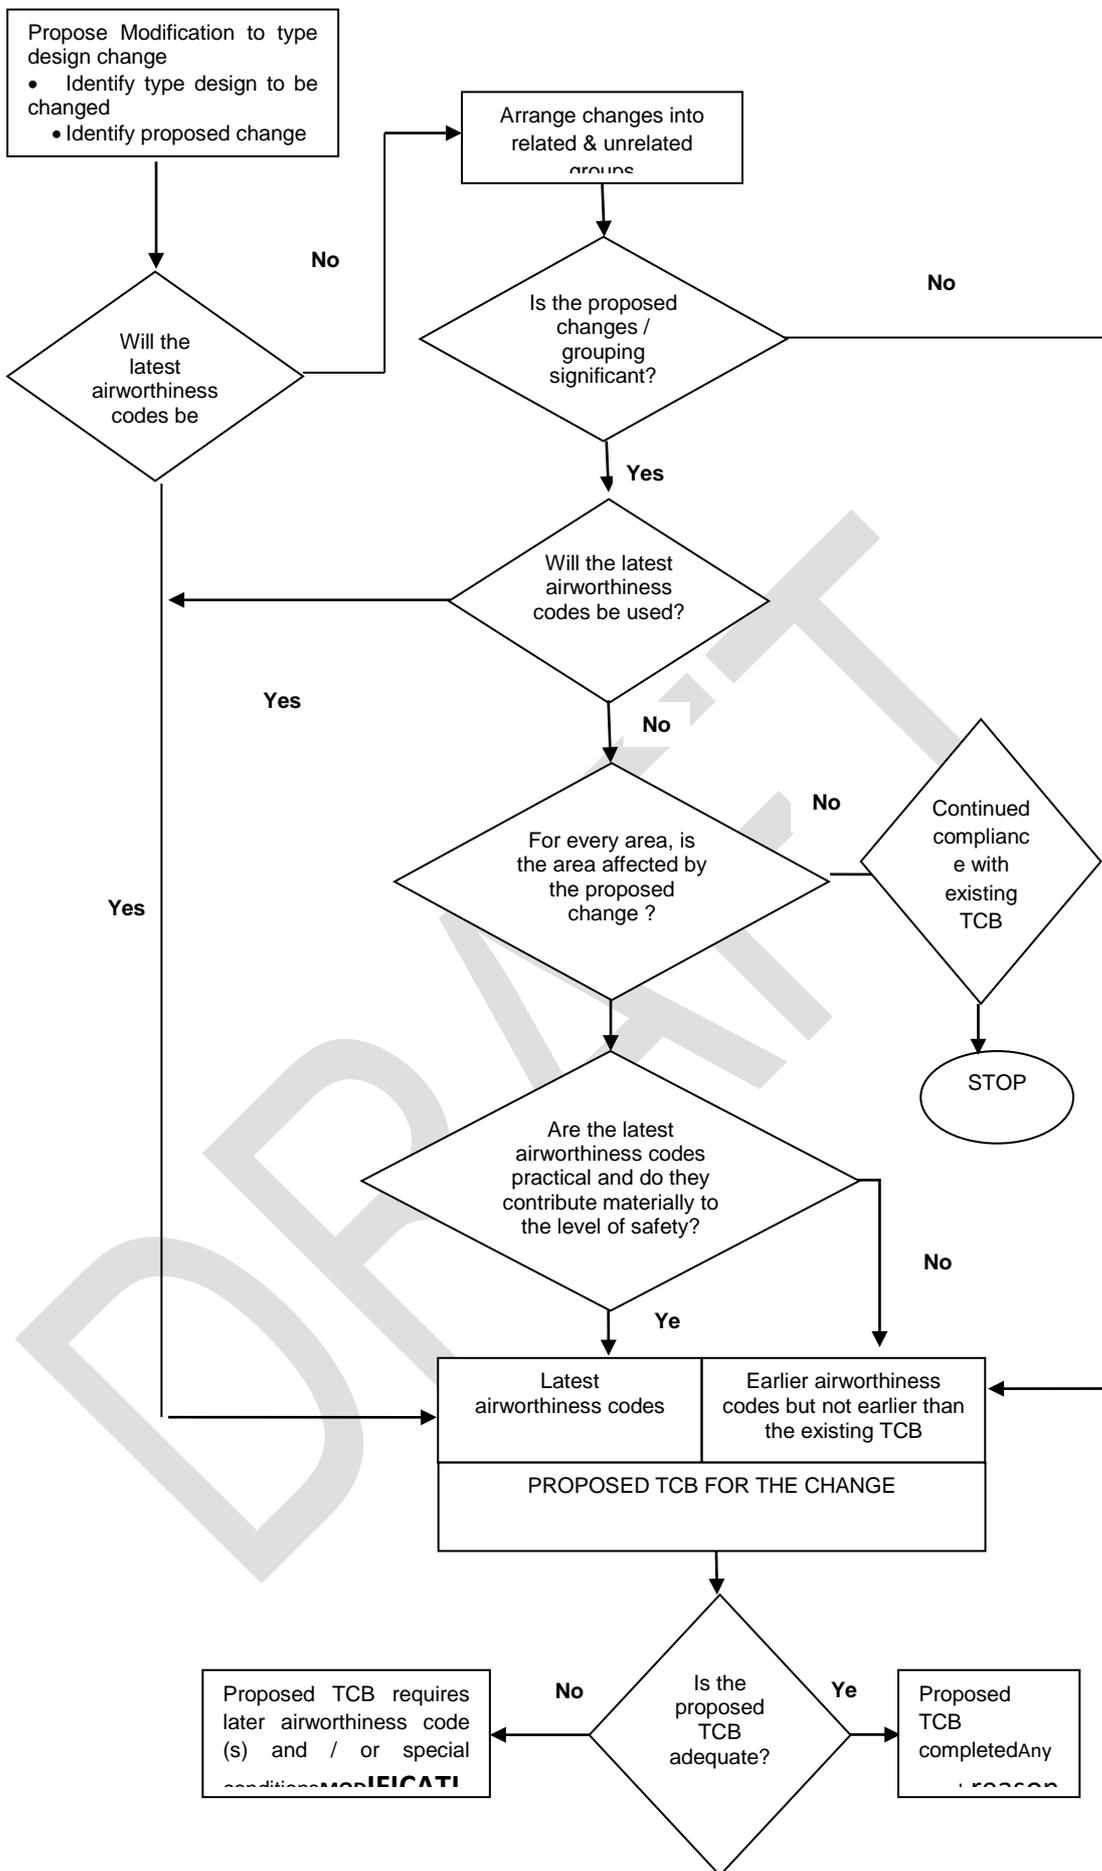 Propose Modification to type
design change
• Identify type design to be
changed
• Identify proposed change
Arrange changes into
related & unrelated
groups
No
No
Is the proposed
changes /
grouping
significant?
Will the
latest
airworthiness
codes be
Yes
Will the latest
airworthiness
codes be used?
Yes
No
No
Continued
complianc
e with
existing
TCB
For every area, is
the area affected by
the proposed
change ?
Yes
STOP
Are the latest
airworthiness codes
practical and do they
contribute materially to
the level of safety?
No
Ye
Latest
airworthiness codes
Earlier airworthiness
codes but not earlier than
the existing TCB
PROPOSED TCB FOR THE CHANGE
Is the
proposed
TCB
adequate?
No
Ye
Proposed TCB requires
later airworthiness code
(s) and / or special
conditionsMODIFICATI
Proposed
TCB
completedAny
reason
DRAFT